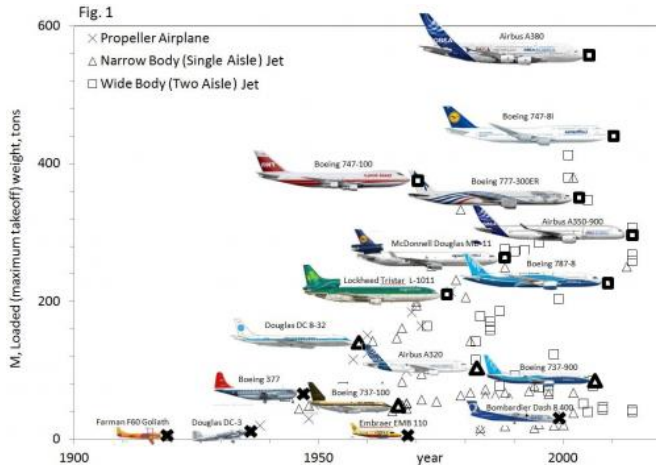 Fig. 1
× Propeller Airplane
△ Narrow Body (Single Aisle) Jet
□ Wide Body (Two Aisle) Jet
M, Loaded (maximum takeoff) weight, tons
600
400
200
0
Airbus A380
Boeing 747-8I
Boeing 747-100
Boeing 777-300ER
Airbus A350-900
McDonnell Douglas MD-11
Boeing 787-8
Lockheed Tristar L-1011
Douglas DC 8-32
Airbus A320
Boeing 737-900
Boeing 377
Boeing 737-100
Bombardier Dash 8 400
Farman F60 Goliath
Douglas DC-3
Embraer EMB 110
1900
1950
year
2000